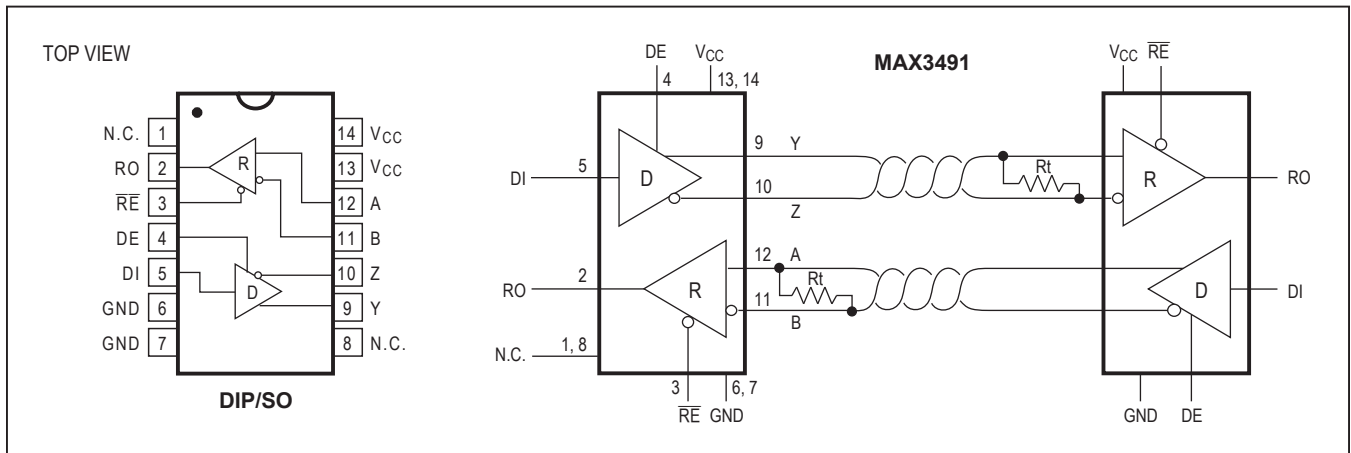 TOP VIEW
N.C. 1
RO 2
RE 3
DE 4
DI 5
GND 6
GND 7
14 VCC
13 VCC
12 A
11 B
10 Z
9 Y
8 N.C.
R
D
DIP/SO
MAX3491
DE
4
VCC
13, 14
DI
5
D
9 Y
10
Z
Rt
RO
2
R
12 A
11
B
Rt
N.C.
1, 8
3
RE
6, 7
GND
VCC
RE
R
RO
D
DI
GND
DE